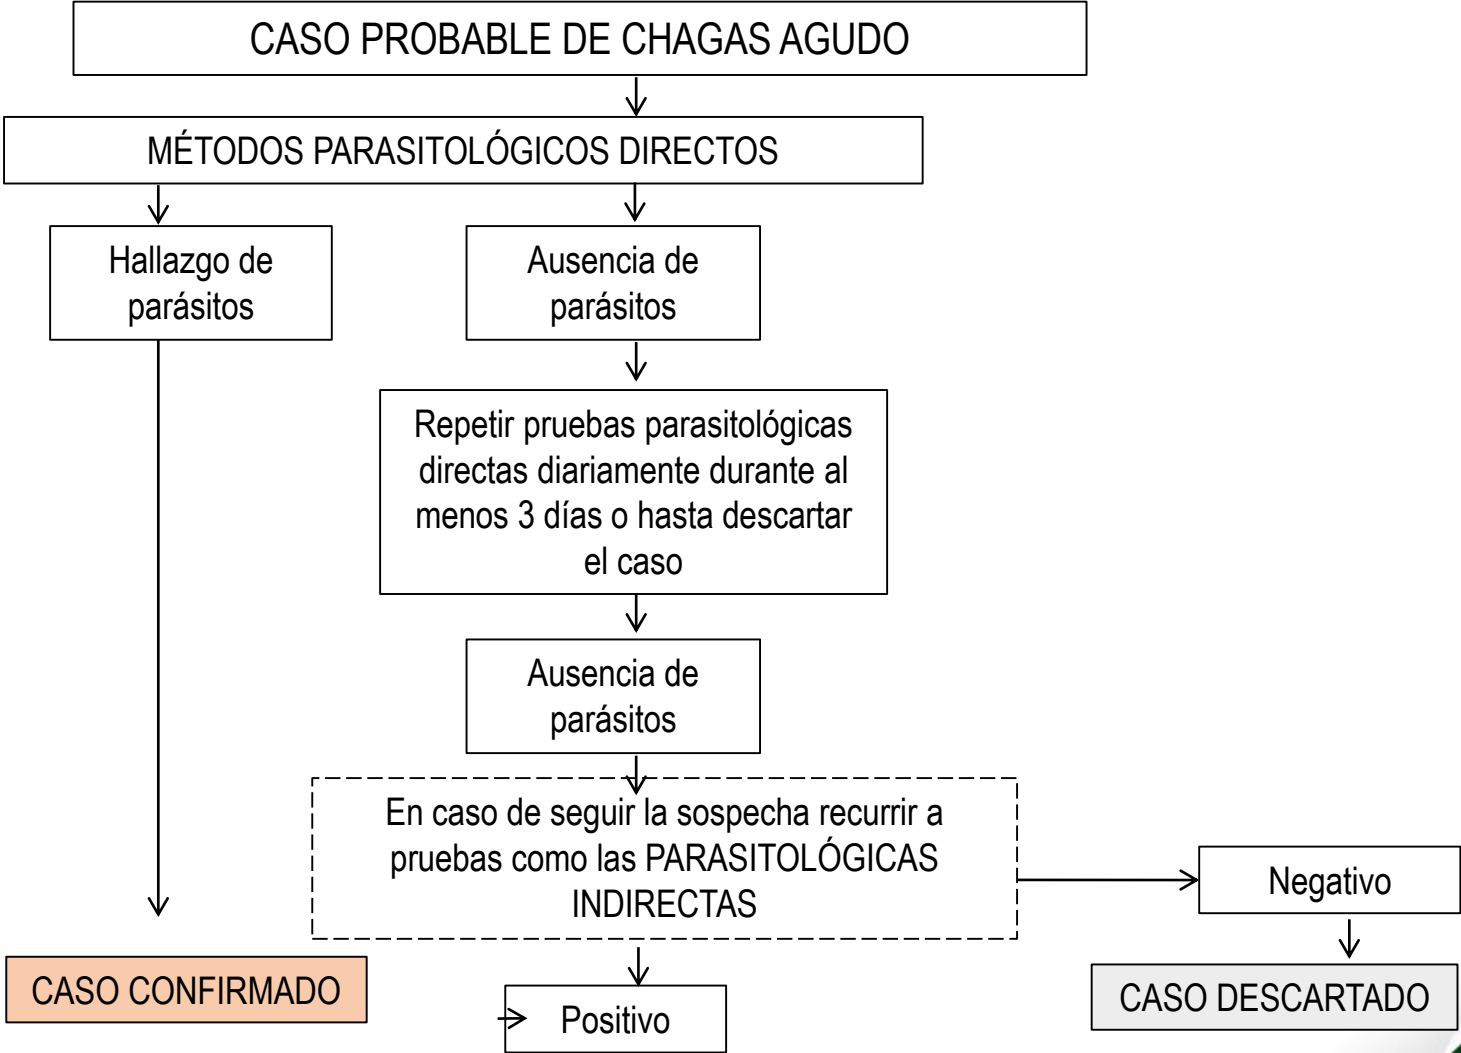 CASO PROBABLE DE CHAGAS AGUDO
MÉTODOS PARASITOLÓGICOS DIRECTOS
Hallazgo de
parásitos
Ausencia de
parásitos
Repetir pruebas parasitológicas
directas diariamente durante al
menos 3 días o hasta descartar
el caso
Ausencia de
parásitos
En caso de seguir la sospecha recurrir a
pruebas como las PARASITOLÓGICAS
INDIRECTAS
Negativo
CASO CONFIRMADO
Positivo
CASO DESCARTADO